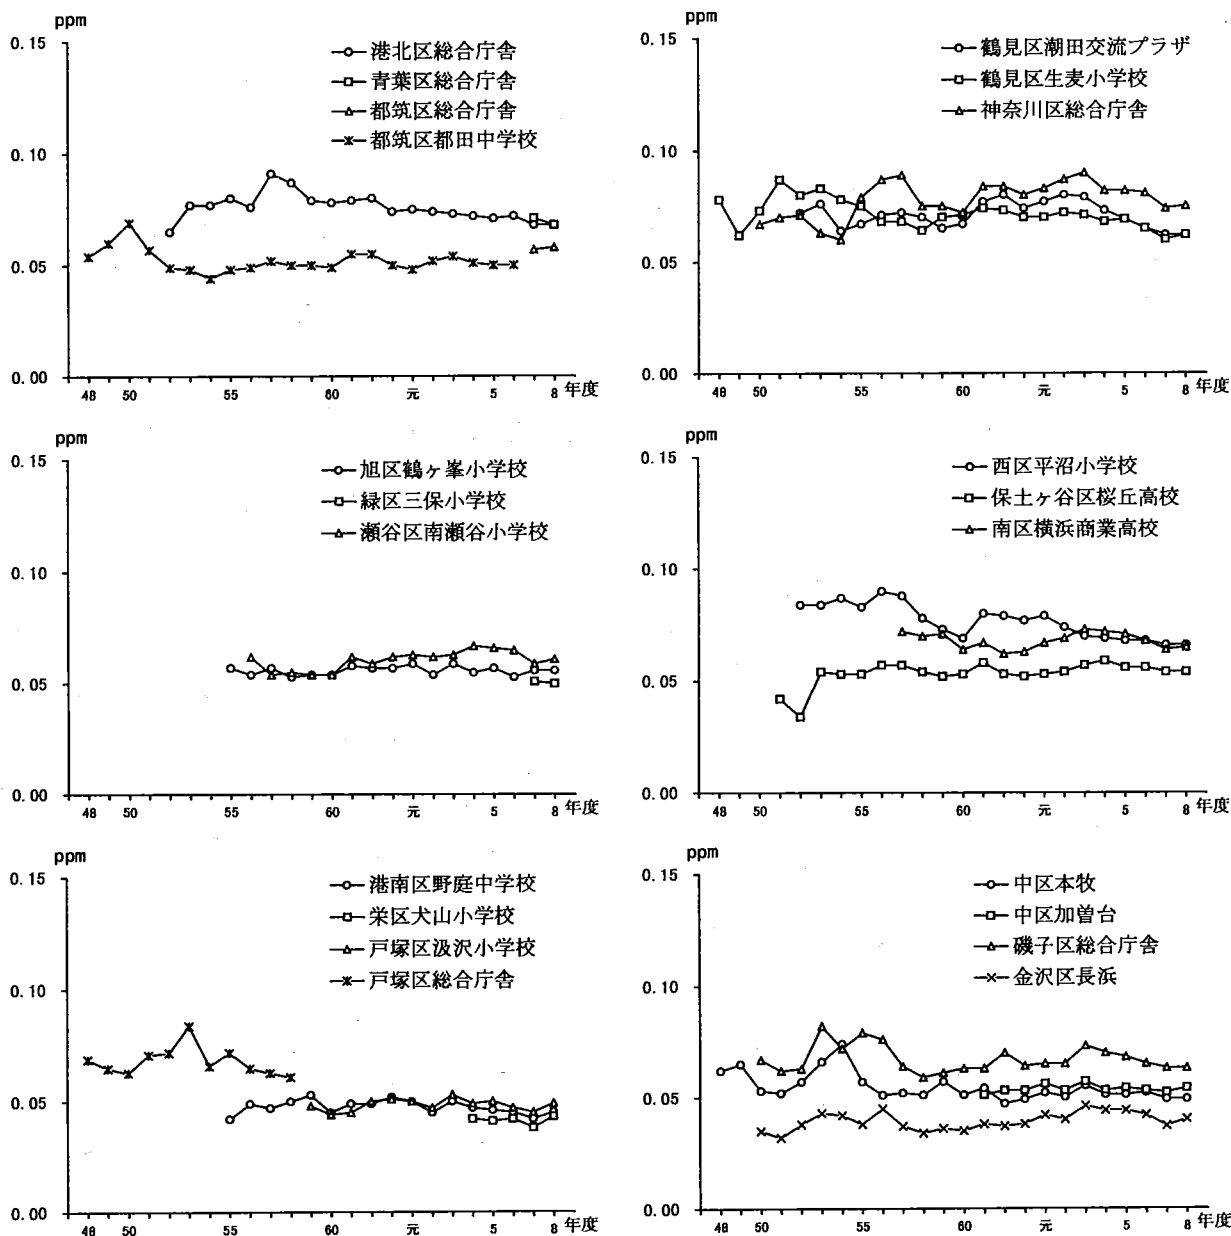 ppm
0.15
0.10
0.05
0.00
港北区総合庁舎
青葉区総合庁舎
都筑区総合庁舎
都筑区都田中学校
48 50 55 60 元 5 8 年度
ppm
0.15
0.10
0.05
0.00
鶴見区潮田交流プラザ
鶴見区生麦小学校
神奈川区総合庁舎
48 50 55 60 元 5 8 年度
ppm
0.15
0.10
0.05
0.00
旭区鶴ヶ峯小学校
緑区三保小学校
瀬谷区南瀬谷小学校
48 50 55 60 元 5 8 年度
ppm
0.15
0.10
0.05
0.00
西区平沼小学校
保土ヶ谷区桜丘高校
南区横浜商業高校
48 50 55 60 元 5 8 年度
ppm
0.15
0.10
0.05
0.00
港南区野庭中学校
栄区犬山小学校
戸塚区汲沢小学校
戸塚区総合庁舎
48 50 55 60 元 5 8 年度
ppm
0.15
0.10
0.05
0.00
中区本牧
中区加曽台
磯子区総合庁舎
金沢区長浜
48 50 55 60 元 5 8 年度